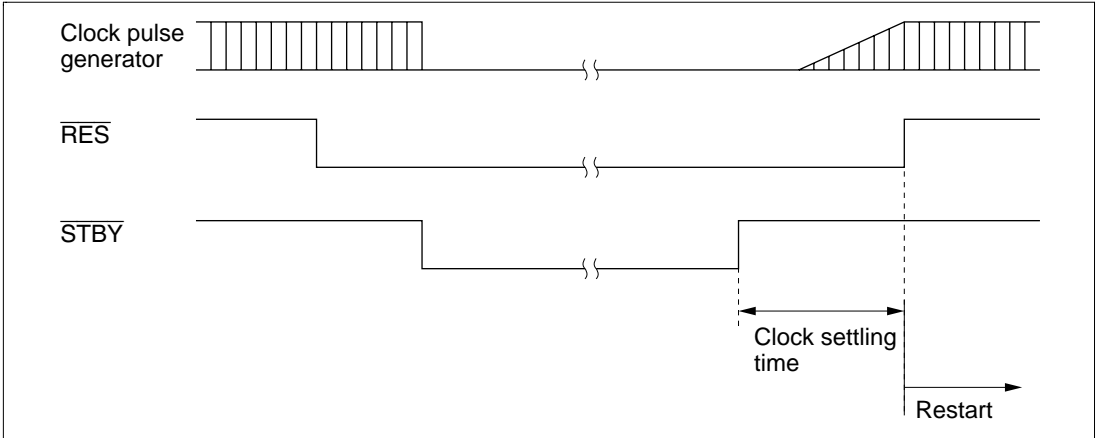 Clock pulse
generator
RES
STBY
Clock settling
time
Restart